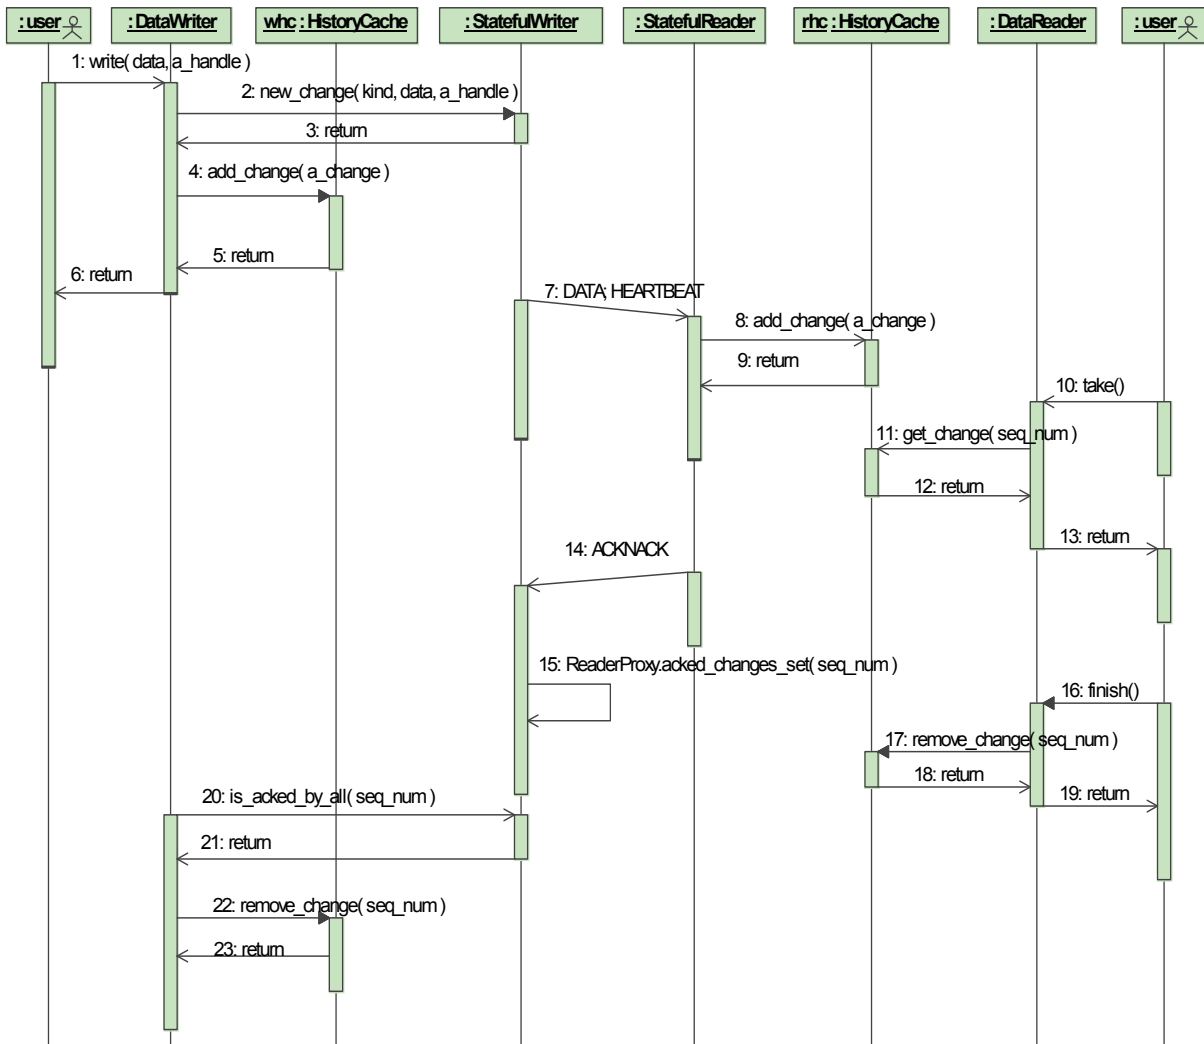 : user
: DataWriter
whc : HistoryCache
: StatefulWriter
: StatefulReader
rhc : HistoryCache
: DataReader
: user
1: write( data, a_handle )
2: new_change( kind, data, a_handle )
3: return
4: add_change( a_change )
5: return
6: return
7: DATA; HEARTBEAT
8: add_change( a_change )
9: return
10: take()
11: get_change( seq_num )
12: return
13: return
14: ACKNACK
15: ReaderProxy.acked_changes_set( seq_num )
16: finish()
17: remove_change( seq_num )
18: return
19: return
20: is_acked_by_all( seq_num )
21: return
22: remove_change( seq_num )
23: return